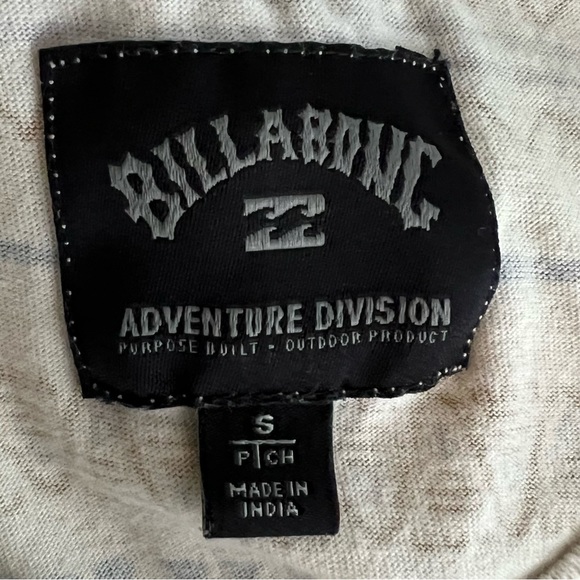 BILLABONG
ADVENTURE DIVISION
PURPOSE BUILT - OUTDOOR PRODUCT
S
P T CH
MADE IN
INDIA